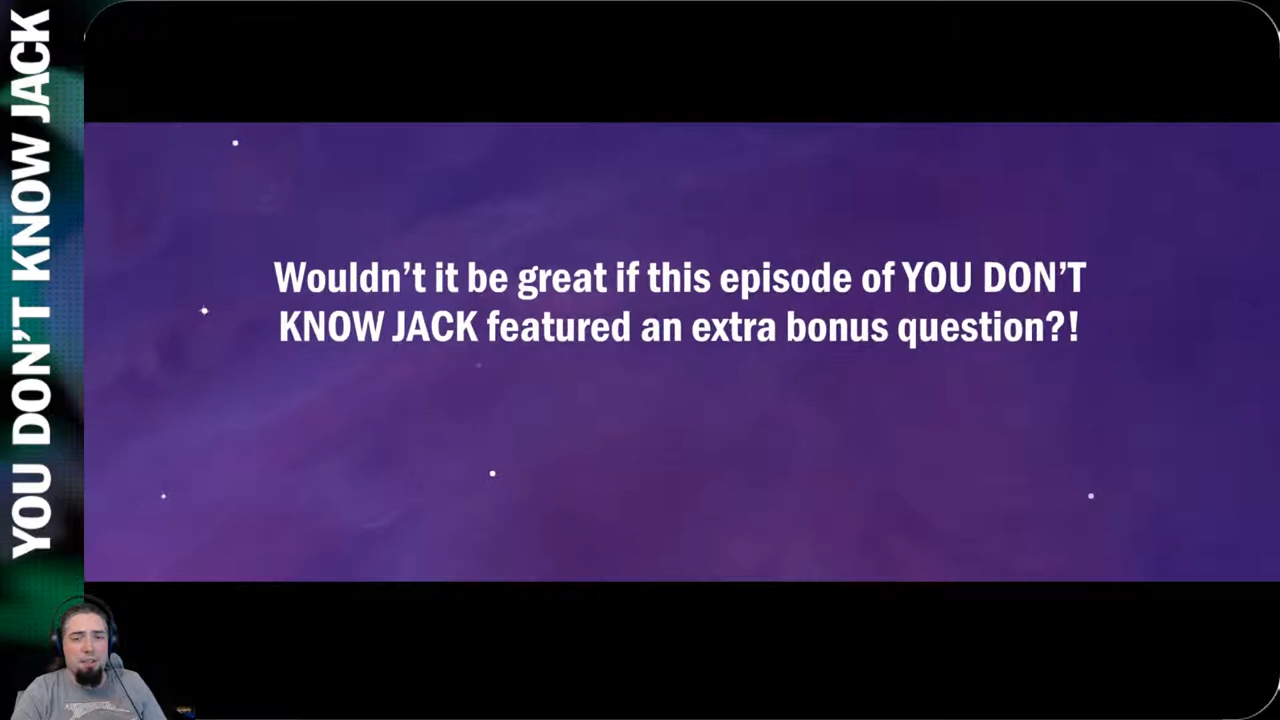 YOU DON'T KNOW JACK
Wouldn't it be great if this episode of YOU DON'T
KNOW JACK featured an extra bonus question?!